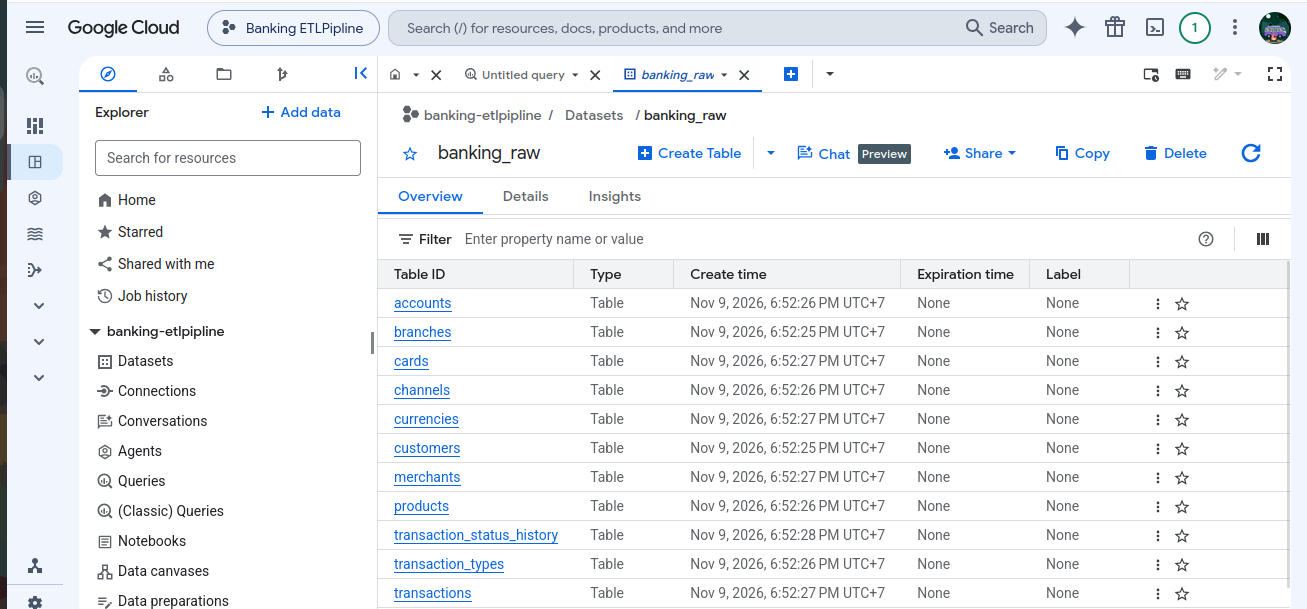 Google Cloud
Banking ETLPipline
Search (/) for resources, docs, products, and more
Search
1
Untitled query
banking_raw
Explorer
Add data
Search for resources
Home
Starred
Shared with me
Job history
banking-etlpipline
Datasets
Connections
Conversations
Agents
Queries
(Classic) Queries
Notebooks
Data canvases
Data preparations
banking-etlpipline / Datasets / banking_raw
banking_raw
Create Table
Chat Preview
Share
Copy
Delete
Overview Details Insights
Filter Enter property name or value
Table ID Type Create time Expiration time Label
accounts Table Nov 9, 2026, 6:52:26 PM UTC+7 None None
branches Table Nov 9, 2026, 6:52:25 PM UTC+7 None None
cards Table Nov 9, 2026, 6:52:27 PM UTC+7 None None
channels Table Nov 9, 2026, 6:52:26 PM UTC+7 None None
currencies Table Nov 9, 2026, 6:52:27 PM UTC+7 None None
customers Table Nov 9, 2026, 6:52:25 PM UTC+7 None None
merchants Table Nov 9, 2026, 6:52:27 PM UTC+7 None None
products Table Nov 9, 2026, 6:52:26 PM UTC+7 None None
transaction_status_history Table Nov 9, 2026, 6:52:28 PM UTC+7 None None
transaction_types Table Nov 9, 2026, 6:52:26 PM UTC+7 None None
transactions Table Nov 9, 2026, 6:52:27 PM UTC+7 None None